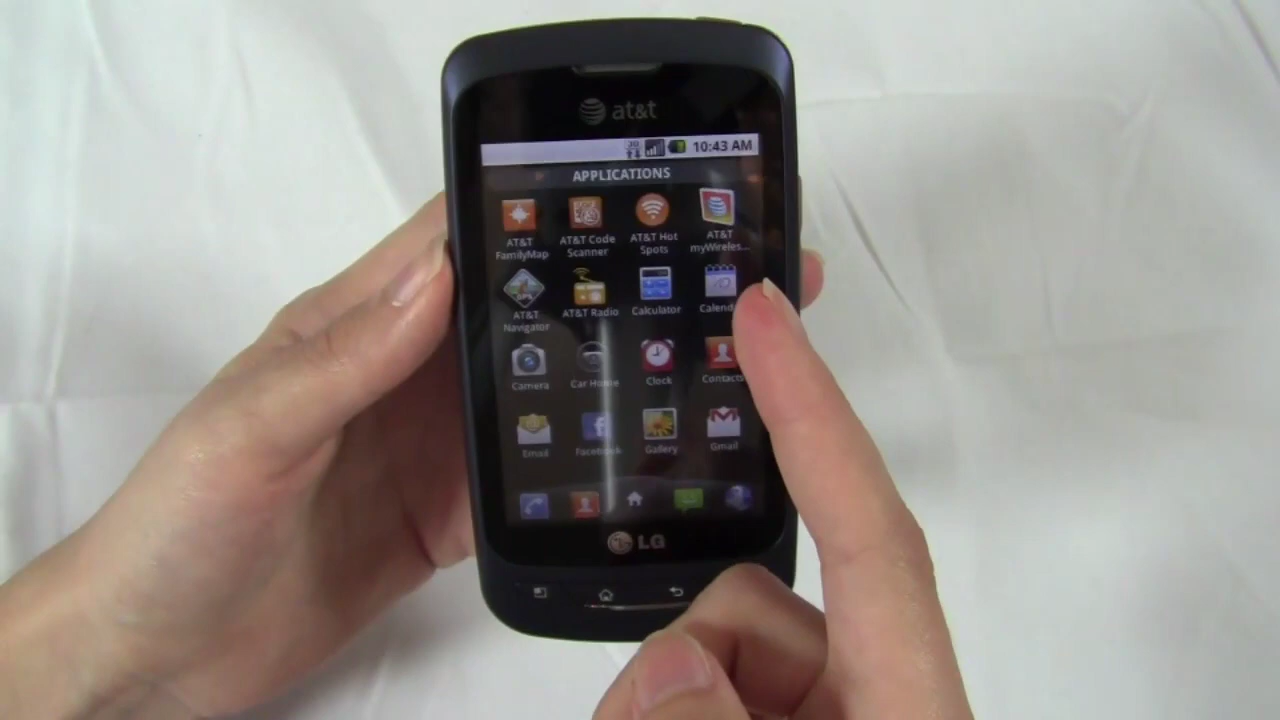 at&t
3G 10:43 AM
APPLICATIONS
AT&T FamilyMap
AT&T Code Scanner
AT&T Hot Spots
AT&T myWireles...
AT&T Navigator
AT&T Radio
Calculator
Calend
Camera
Car Home
Clock
Contacts
Email
Facebook
Gallery
Gmail
LG